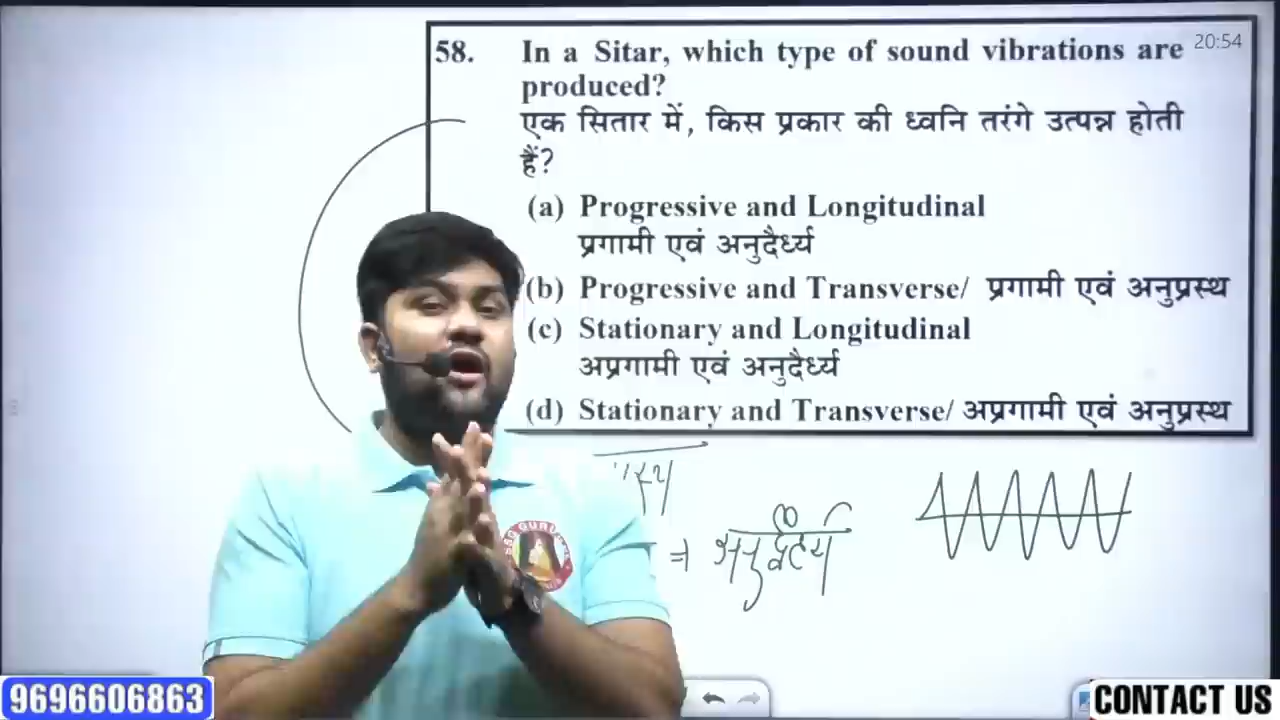 58. In a Sitar, which type of sound vibrations are 20:54
produced?
एक सितार में, किस प्रकार की ध्वनि तरंगे उत्पन्न होती
हैं?
(a) Progressive and Longitudinal
प्रगामी एवं अनुदैर्ध्य
(b) Progressive and Transverse/ प्रगामी एवं अनुप्रस्थ
(c) Stationary and Longitudinal
अप्रगामी एवं अनुदैर्ध्य
(d) Stationary and Transverse/ अप्रगामी एवं अनुप्रस्थ
9696606863
CONTACT US